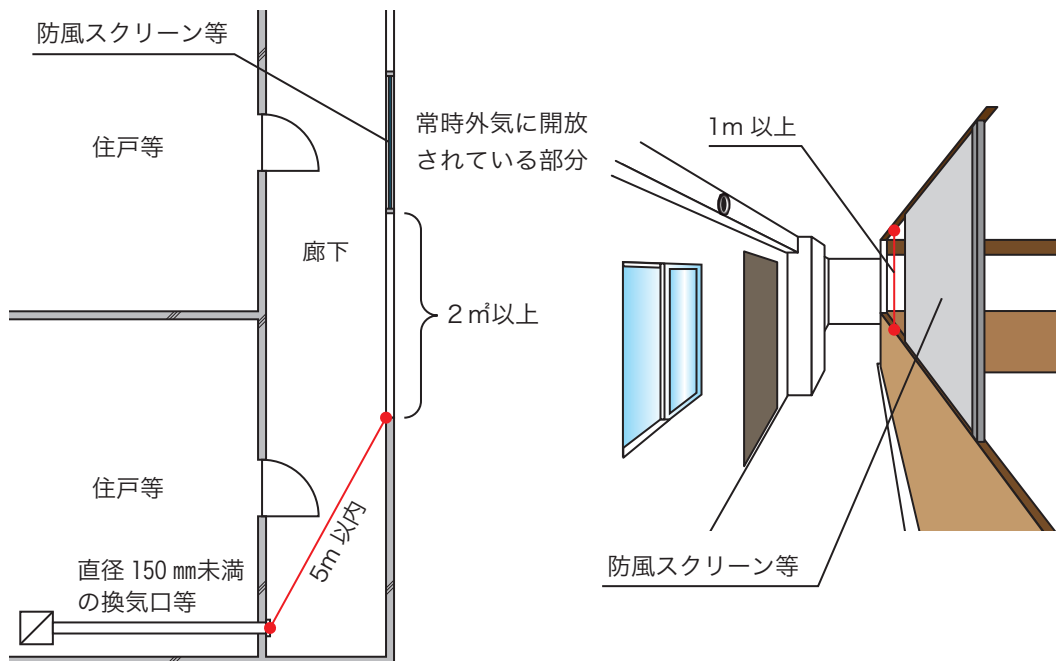 防風スクリーン等
住戸等
常時外気に開放
されている部分
廊下
2㎡以上
住戸等
5m 以内
直径 150 ㎜未満
の換気口等
1m 以上
防風スクリーン等